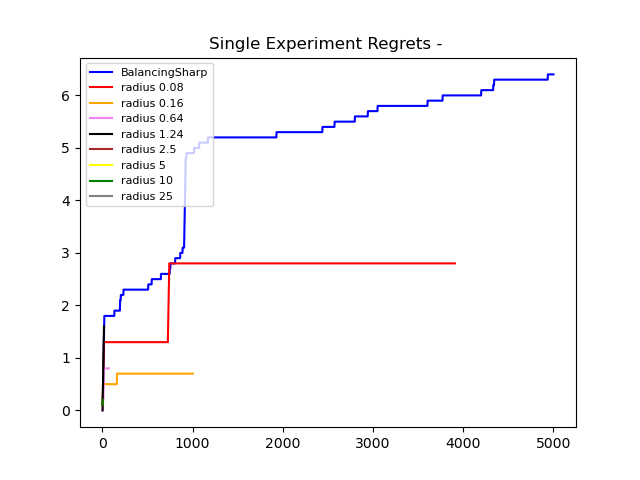 Single Experiment Regrets -
BalancingSharp
radius 0.08
radius 0.16
radius 0.64
radius 1.24
radius 2.5
radius 5
radius 10
radius 25
6
5
4
3
2
1
0
0 1000 2000 3000 4000 5000